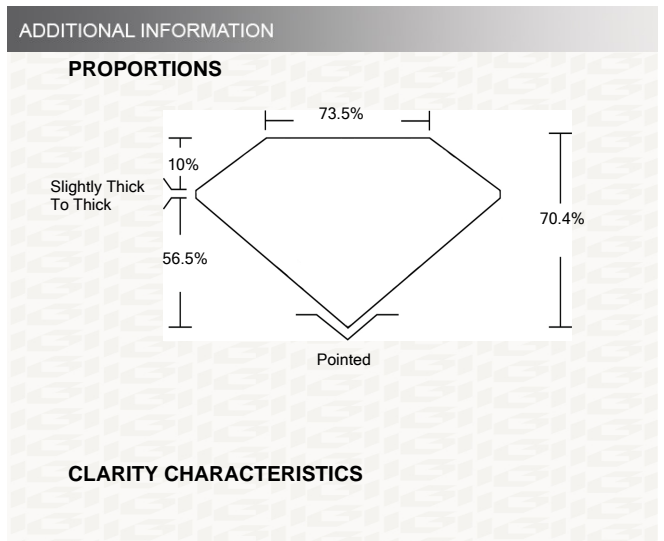 ADDITIONAL INFORMATION
PROPORTIONS
73.5%
10%
Slightly Thick
To Thick
70.4%
56.5%
Pointed
CLARITY CHARACTERISTICS